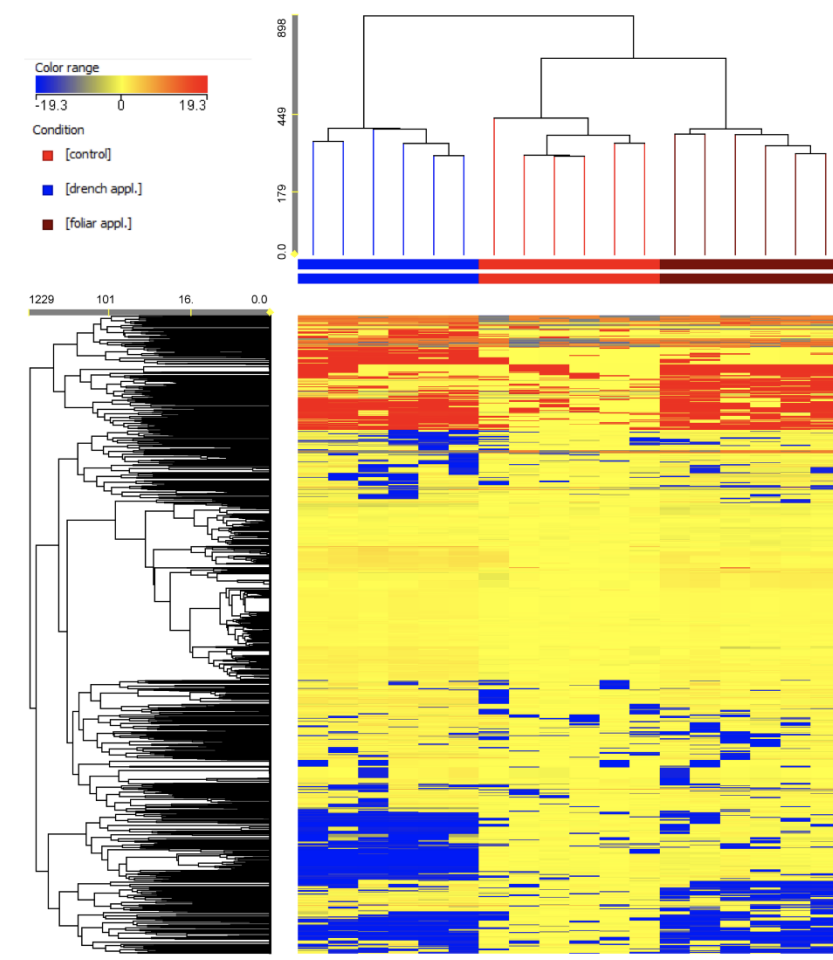 Color range
-19.3 0 19.3
Condition
[control]
[drench appl.]
[foliar appl.]
898
449
179
0.0
1229 101 16. 0.0